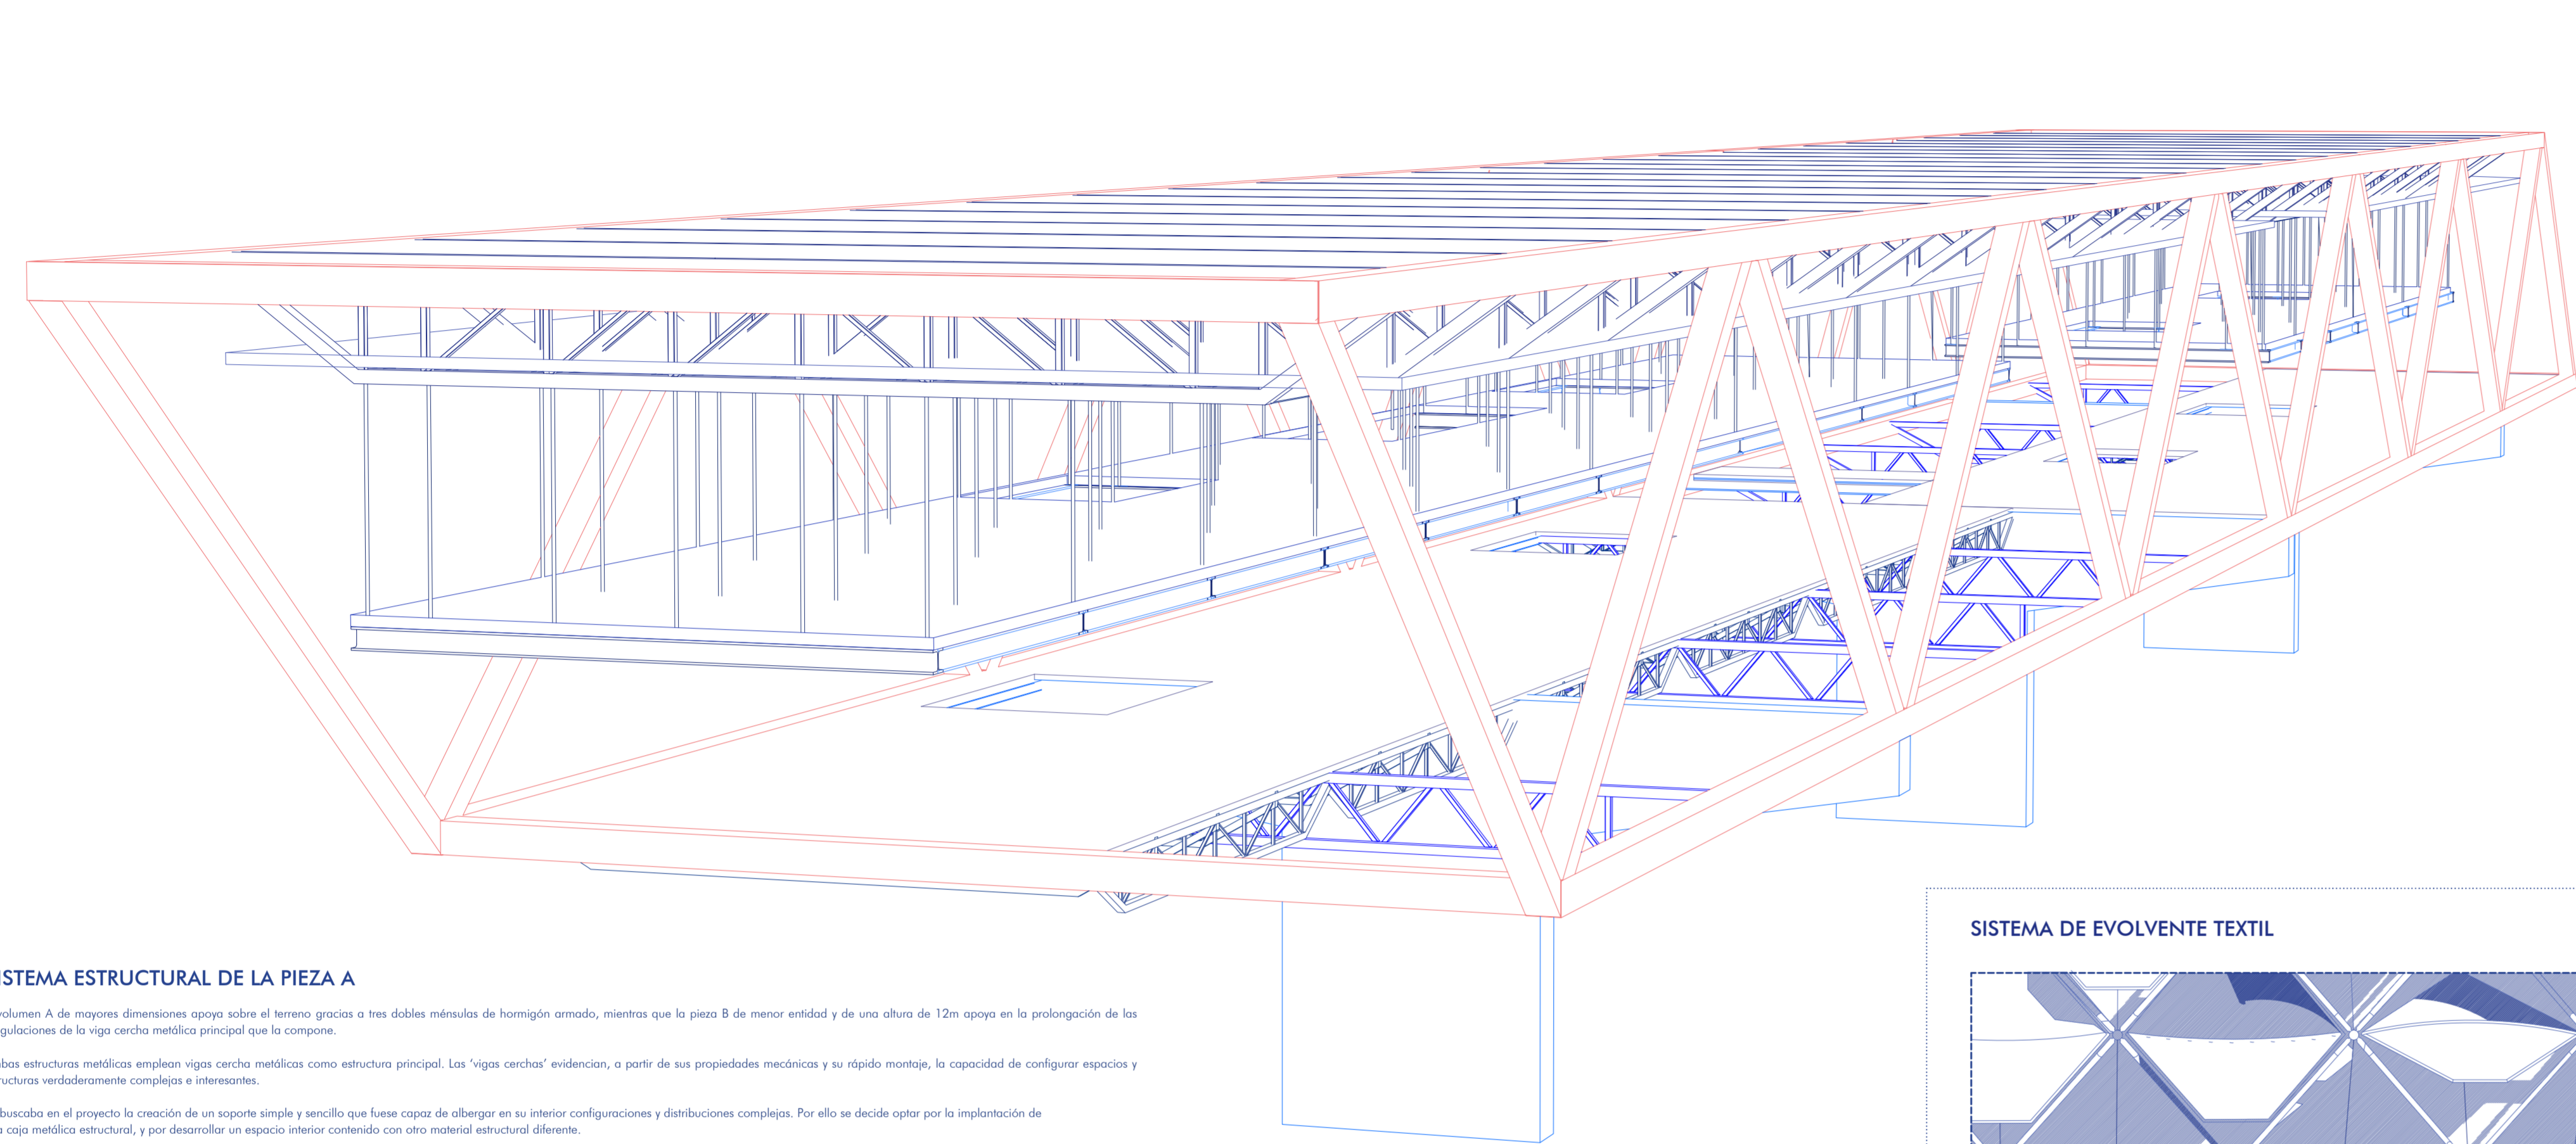 ISTEMA ESTRUCTURAL DE LA PIEZA A
volumen A de mayores dimensiones apoya sobre el terreno gracias a tres dobles ménsulas de hormigón armado, mientras que la pieza B de menor entidad y de una altura de 12m apoya en la prolongación de las
gulaciones de la viga cercha metálica principal que la compone.
bas estructuras metálicas emplean vigas cercha metálicas como estructura principal. Las ‘vigas cerchas’ evidencian, a partir de sus propiedades mecánicas y su rápido montaje, la capacidad de configurar espacios y
ructuras verdaderamente complejas e interesantes.
buscaba en el proyecto la creación de un soporte simple y sencillo que fuese capaz de albergar en su interior configuraciones y distribuciones complejas. Por ello se decide optar por la implantación de
a caja metálica estructural, y por desarrollar un espacio interior contenido con otro material estructural diferente.
SISTEMA DE EVOLVENTE TEXTIL